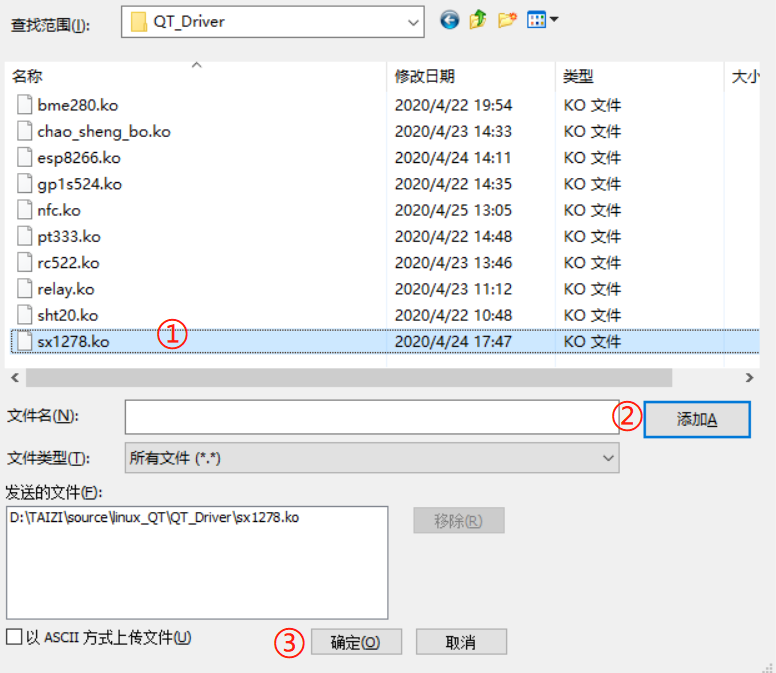 查找范围(I): QT_Driver
名称 修改日期 类型 大小
bme280.ko 2020/4/22 19:54 KO 文件
chao_sheng_bo.ko 2020/4/23 14:33 KO 文件
esp8266.ko 2020/4/24 14:11 KO 文件
gp1s524.ko 2020/4/22 14:35 KO 文件
nfc.ko 2020/4/25 13:05 KO 文件
pt333.ko 2020/4/22 14:48 KO 文件
rc522.ko 2020/4/23 13:46 KO 文件
relay.ko 2020/4/23 11:12 KO 文件
sht20.ko 2020/4/22 10:48 KO 文件
sx1278.ko ① 2020/4/24 17:47 KO 文件
文件名(N): ② 添加A
文件类型(T): 所有文件 (*.*)
发送的文件(F):
D:\TAIZI\source\linux_QT\QT_Driver\sx1278.ko 移除(R)
以 ASCII 方式上传文件(U) ③ 确定(O) 取消